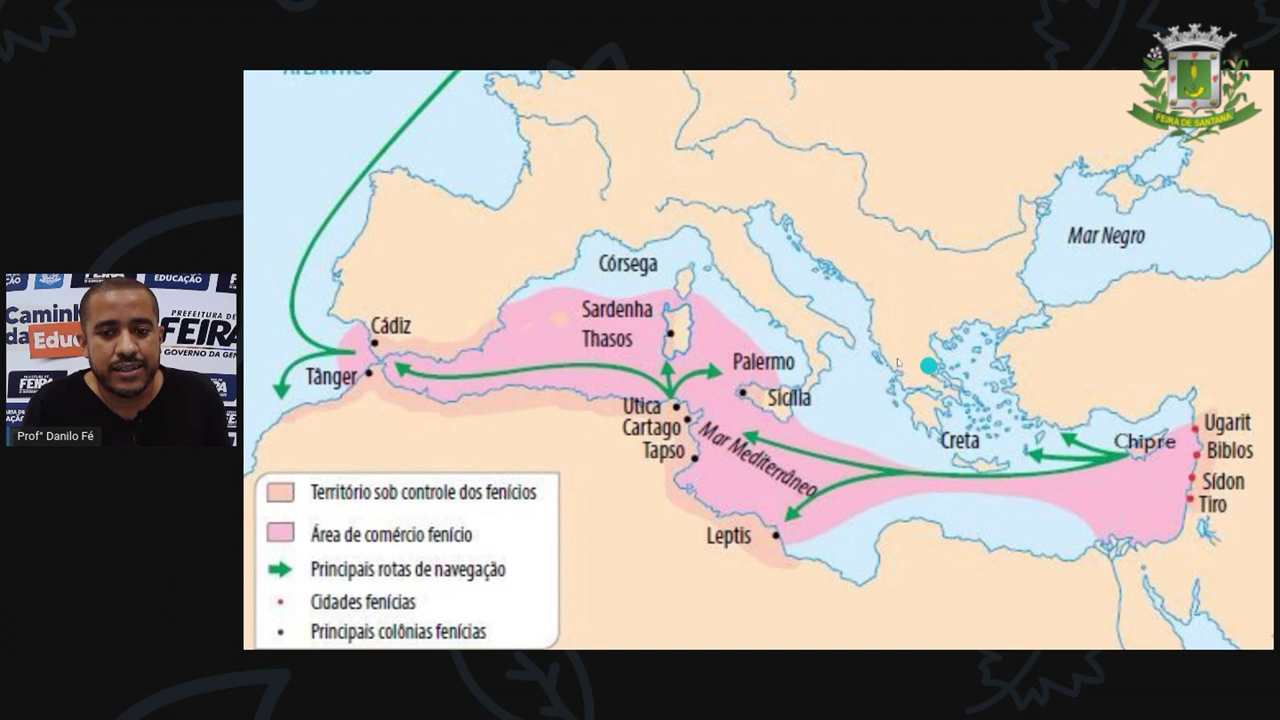 ATLÂNTICO
FEIRA DE SANTANA
Mar Negro
Córsega
Sardenha
Thasos
Cádiz
Palermo
Tânger
Sicília
Utica
Cartago
Tapso
Mar Mediterrâneo
Creta
Chipre
Ugarit
Biblos
Sídon
Tiro
Leptis
Território sob controle dos fenícios
Área de comércio fenício
Principais rotas de navegação
Cidades fenícias
Principais colônias fenícias
EDUCAÇÃO
PREFEITURA DE
FEIRA
GOVERNO DA GEN
Caminh
da Educ
FEIRA
Profº Danilo Fé